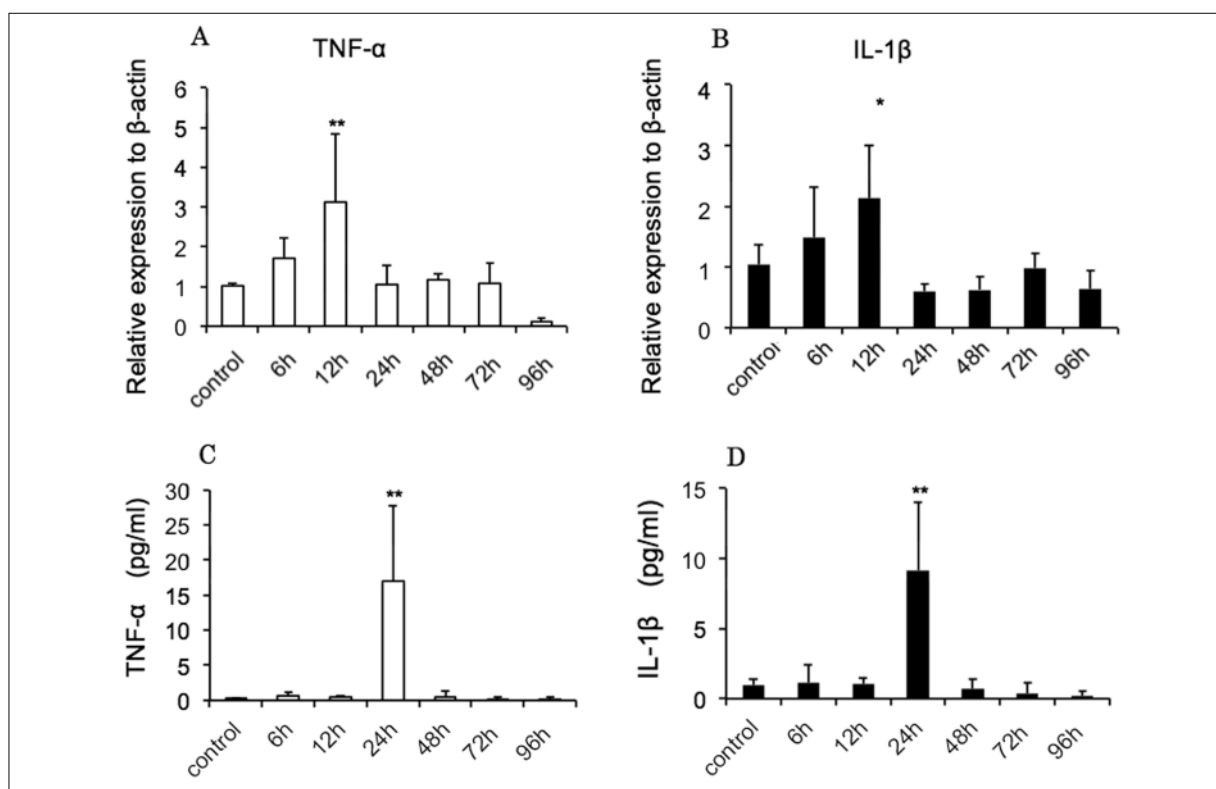 A
TNF-α
Relative expression to β-actin
6
5
4
3
2
1
0
**
control
6h
12h
24h
48h
72h
96h
B
IL-1β
Relative expression to β-actin
4
3
2
1
0
*
control
6h
12h
24h
48h
72h
96h
C
TNF-α (pg/ml)
30
25
20
15
10
5
0
**
control
6h
12h
24h
48h
72h
96h
D
IL-1β (pg/ml)
15
10
5
0
**
control
6h
12h
24h
48h
72h
96h